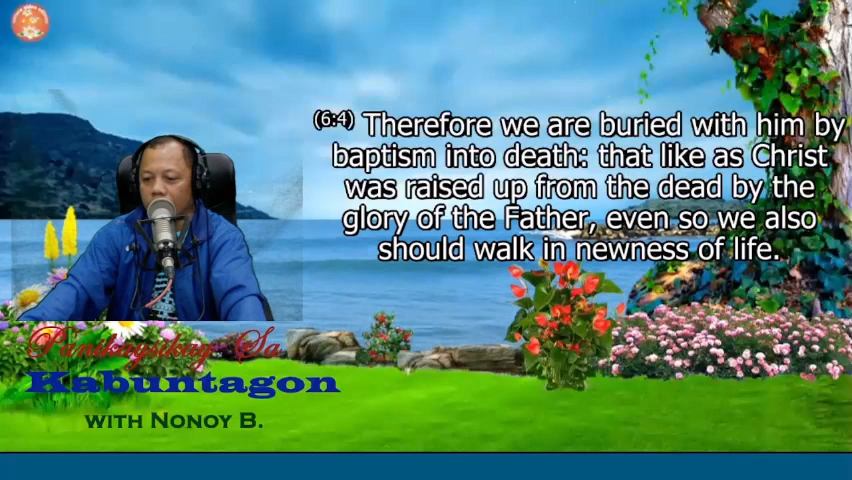 (6:4) Therefore we are buried with him by
baptism into death: that like as Christ
was raised up from the dead by the
glory of the Father, even so we also
should walk in newness of life.
Panikaysikay Sa
Kabuntagon
WITH NONOY B.